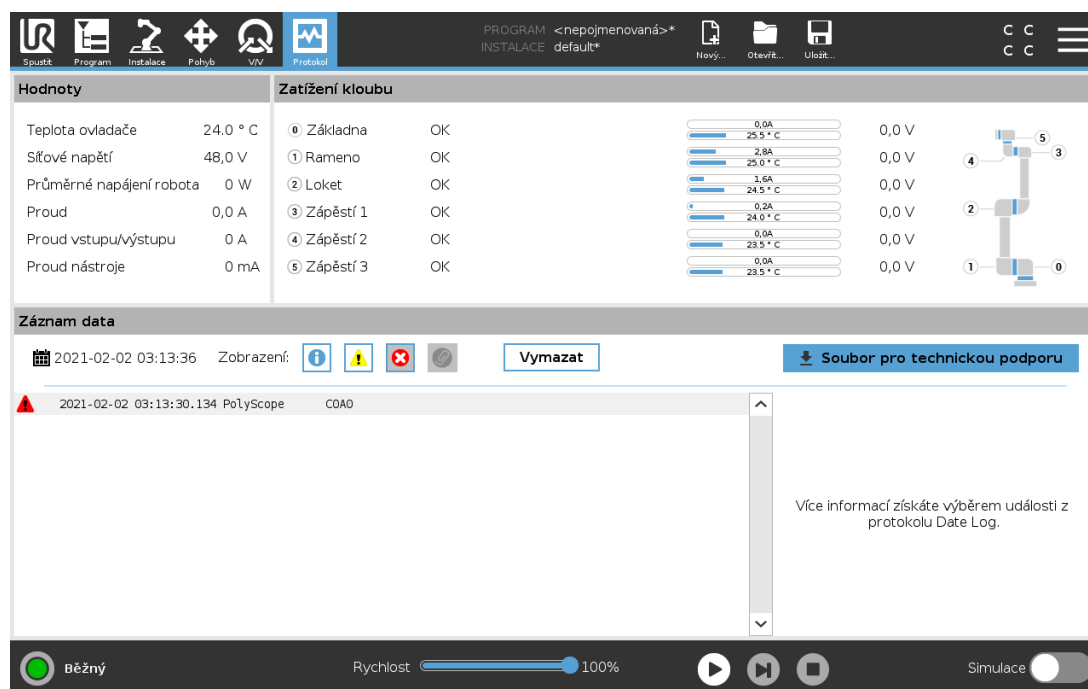 UR
PROGRAM <nepojmenovaná>*
INSTALACE default*
C C
C C
Spustit Program Instalace Pohyb V/V Protokol
Nový... Otevřít... Uložit...
Hodnoty
Teplota ovladače 24.0 ° C
Síťové napětí 48,0 V
Průměrné napájení robota 0 W
Proud 0,0 A
Proud vstupu/výstupu 0 A
Proud nástroje 0 mA
Zatížení kloubu
0 Základna OK 0,0A 25.5 ° C 0,0 V
1 Rameno OK 2,8A 25.0 ° C 0,0 V
2 Loket OK 1,6A 24.5 ° C 0,0 V
3 Zápěstí 1 OK 0,2A 24.0 ° C 0,0 V
4 Zápěstí 2 OK 0,0A 23.5 ° C 0,0 V
5 Zápěstí 3 OK 0,0A 23.5 ° C 0,0 V
5
4 3
2
1 0
Záznam data
2021-02-02 03:13:36 Zobrazení: Vymazat Soubor pro technickou podporu
2021-02-02 03:13:30.134 PolyScope C0A0
Více informací získáte výběrem události z
protokolu Date Log.
Běžný Rychlost 100% Simulace